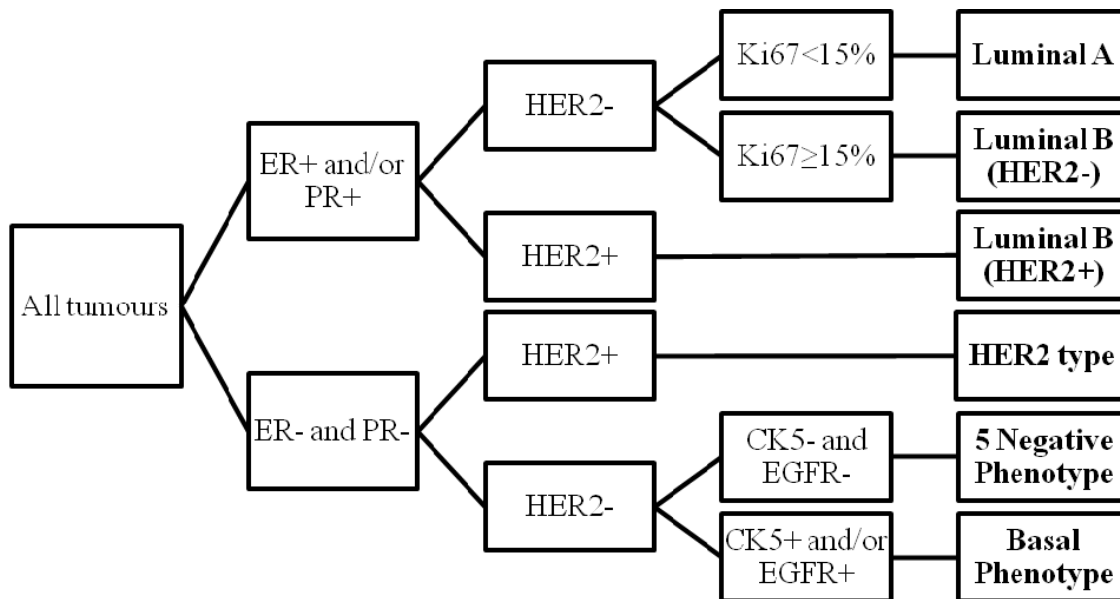 All tumours
ER+ and/or
PR+
ER- and PR-
HER2-
HER2+
HER2+
HER2-
Ki67<15%
Ki67≥15%
CK5- and
EGFR-
CK5+ and/or
EGFR+
Luminal A
Luminal B
(HER2-)
Luminal B
(HER2+)
HER2 type
5 Negative
Phenotype
Basal
Phenotype